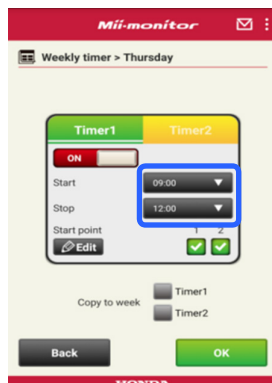 Mii-monitor
Weekly timer > Thursday
Timer1 Timer2
ON
Start 09:00
Stop 12:00
Start point 1 2
Edit
Copy to week
Timer1
Timer2
Back OK
HONDA